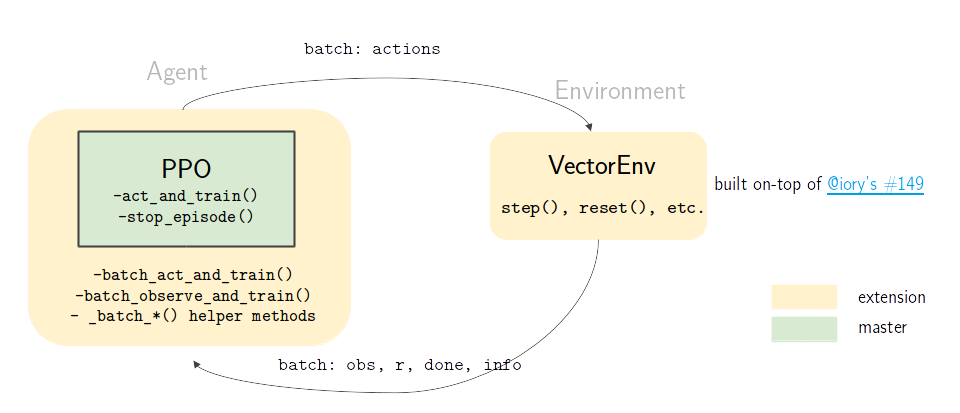 batch: actions
Agent
Environment
PPO
-act_and_train()
-stop_episode()
-batch_act_and_train()
-batch_observe_and_train()
- _batch_*() helper methods
VectorEnv
step(), reset(), etc.
built on-top of @iory's #149
extension
master
batch: obs, r, done, info